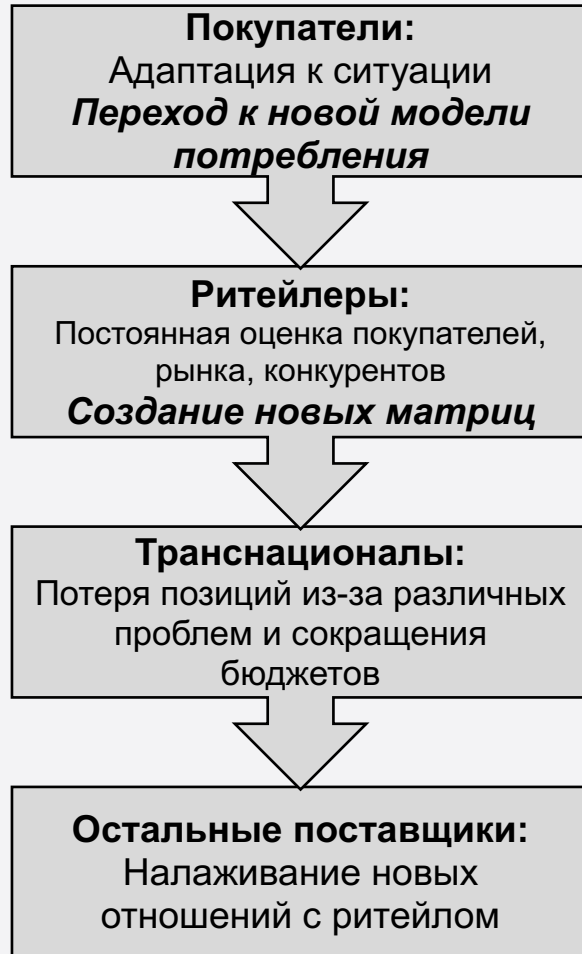 Покупатели:
Адаптация к ситуации
Переход к новой модели
потребления
Ритейлеры:
Постоянная оценка покупателей,
рынка, конкурентов
Создание новых матриц
Транснационалы:
Потеря позиций из-за различных
проблем и сокращения
бюджетов
Остальные поставщики:
Налаживание новых
отношений с ритейлом